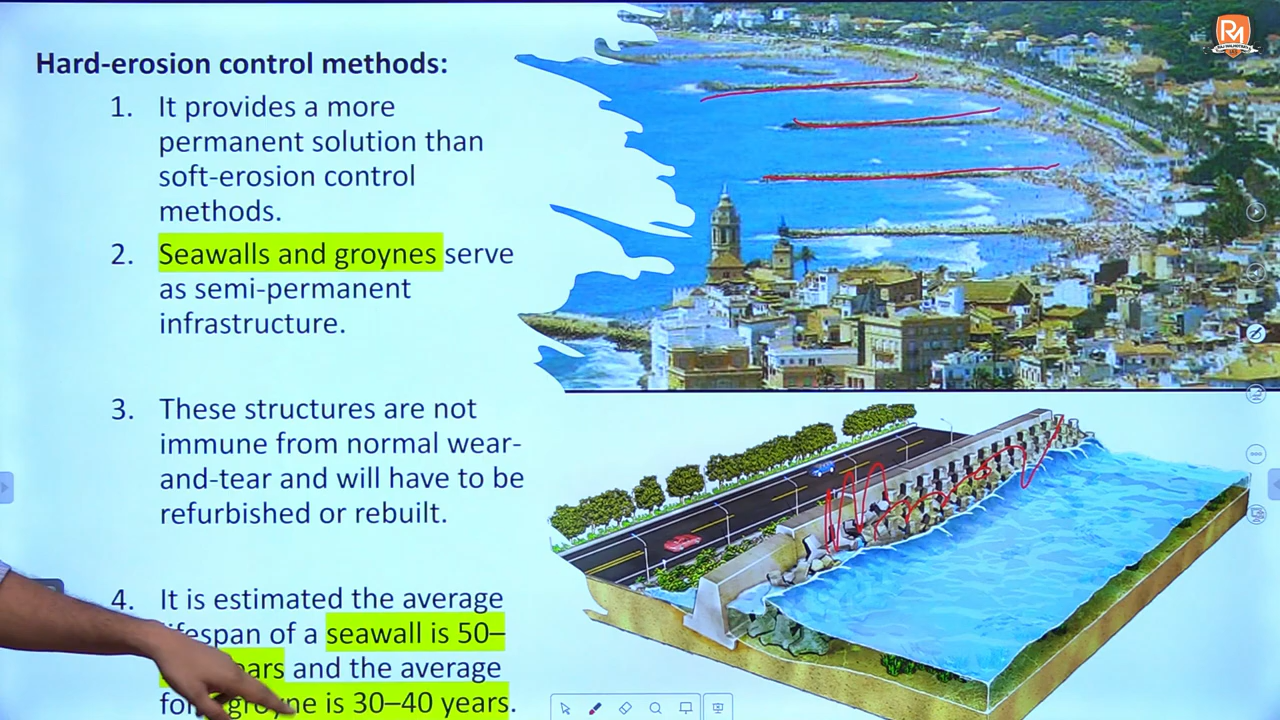 Hard-erosion control methods:
1. It provides a more
permanent solution than
soft-erosion control
methods.
2. Seawalls and groynes serve
as semi-permanent
infrastructure.
3. These structures are not
immune from normal wear-
and-tear and will have to be
refurbished or rebuilt.
4. It is estimated the average
lifespan of a seawall is 50–
and the average
groyne is 30–40 years.
RM